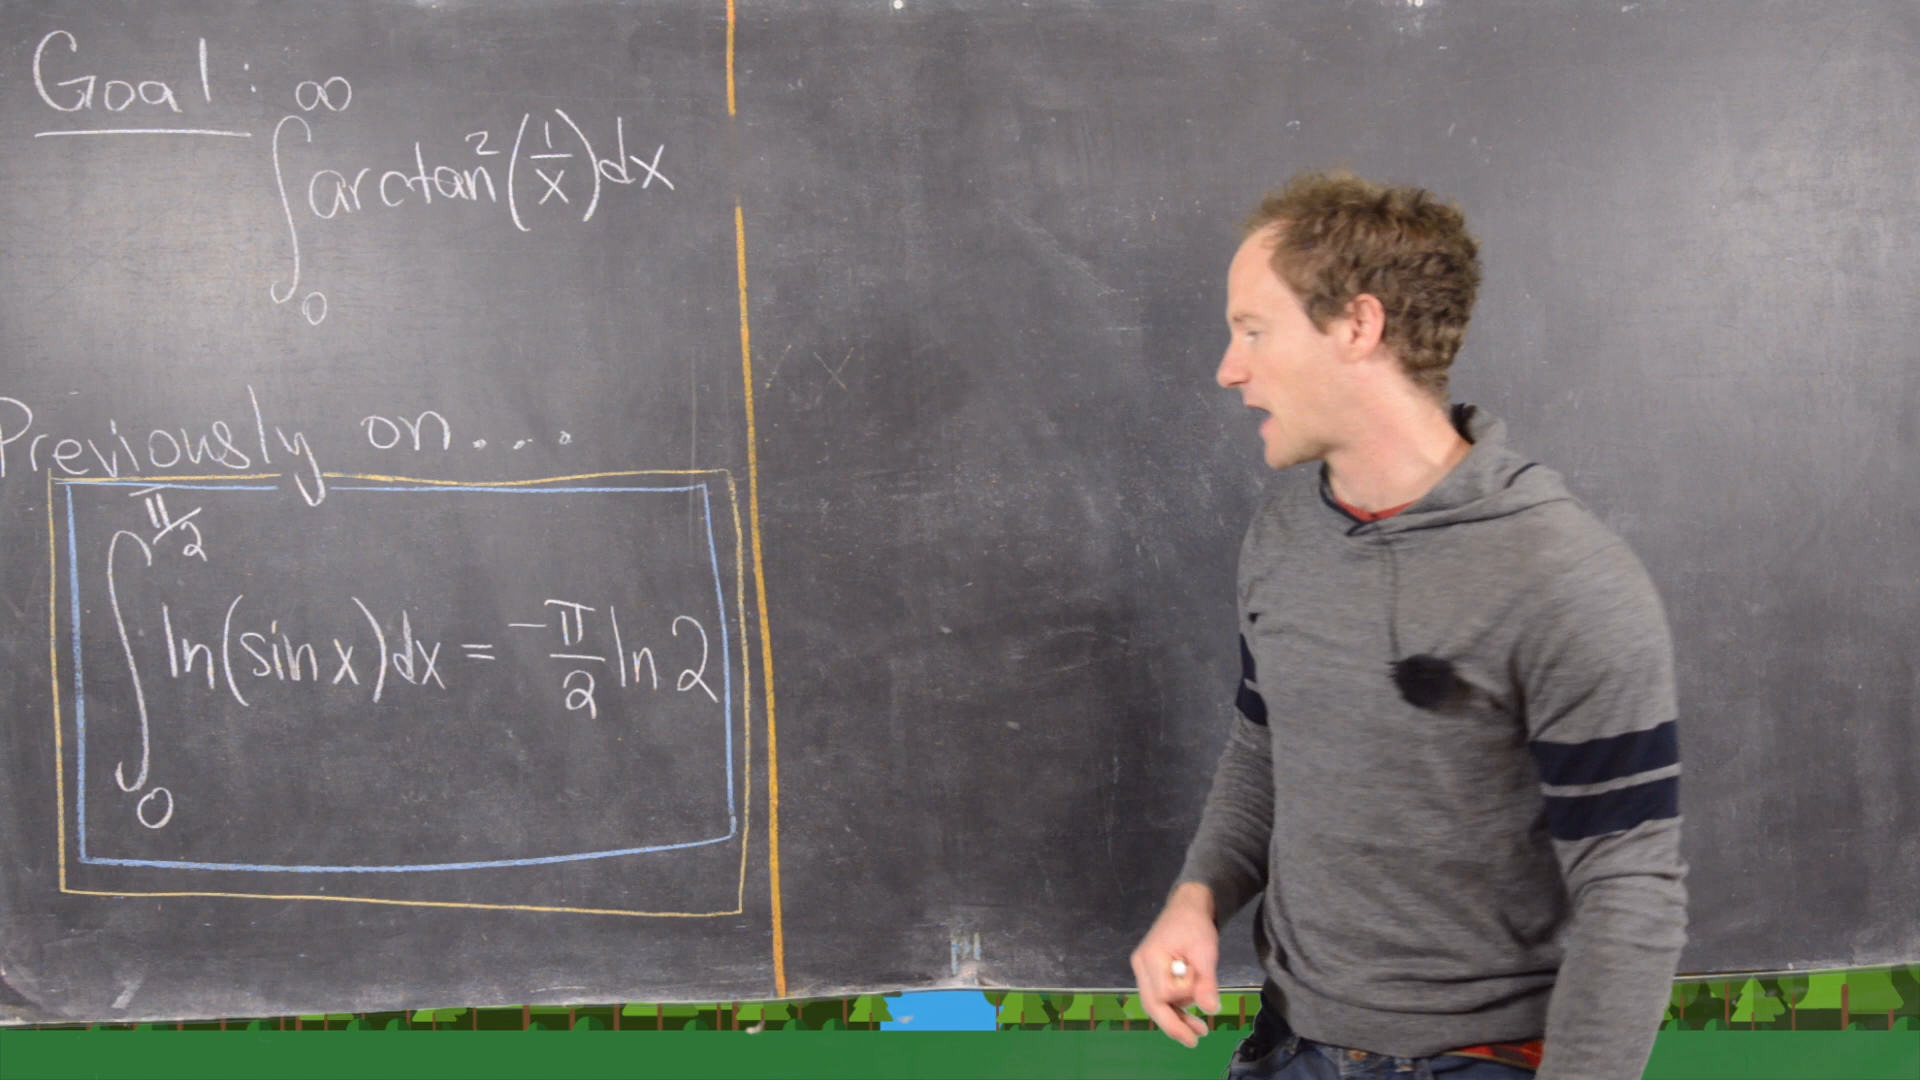 Goal:
∫₀^∞ arctan²(1/x)dx
Previously on...
∫₀^{π/2} ln(sin x)dx = -π/2 ln 2